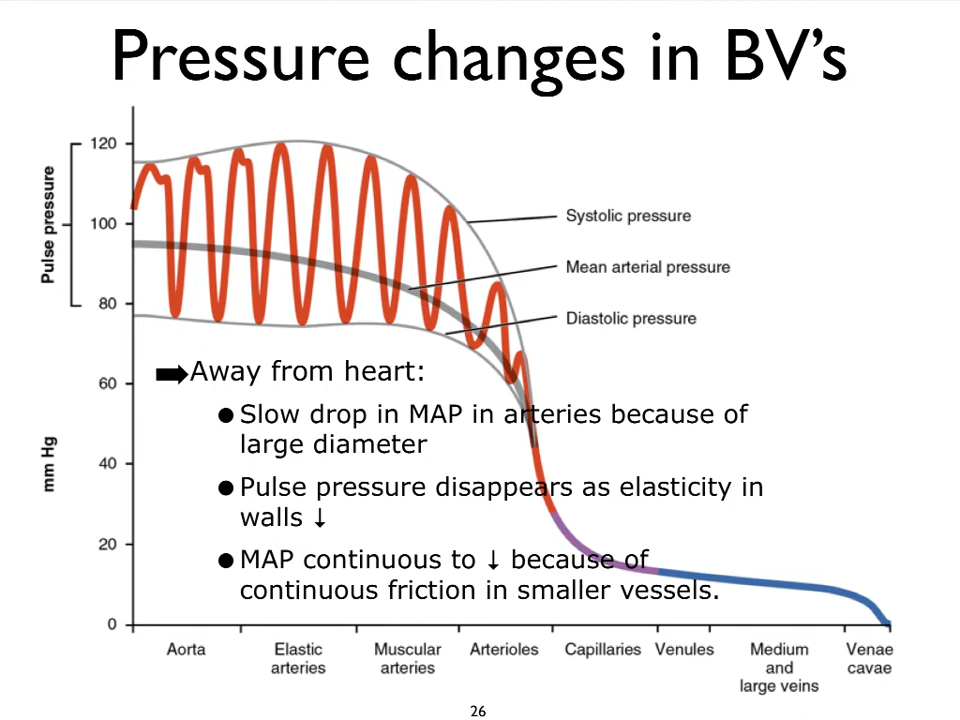 Pressure changes in BV's
Pulse pressure
mm Hg
120
100
80
60
40
20
0
Systolic pressure
Mean arterial pressure
Diastolic pressure
Away from heart:
● Slow drop in MAP in arteries because of
large diameter
● Pulse pressure disappears as elasticity in
walls ↓
● MAP continuous to ↓ because of
continuous friction in smaller vessels.
Aorta
Elastic
arteries
Muscular
arteries
Arterioles
Capillaries
Venules
Medium
and
large veins
Venae
cavae
26